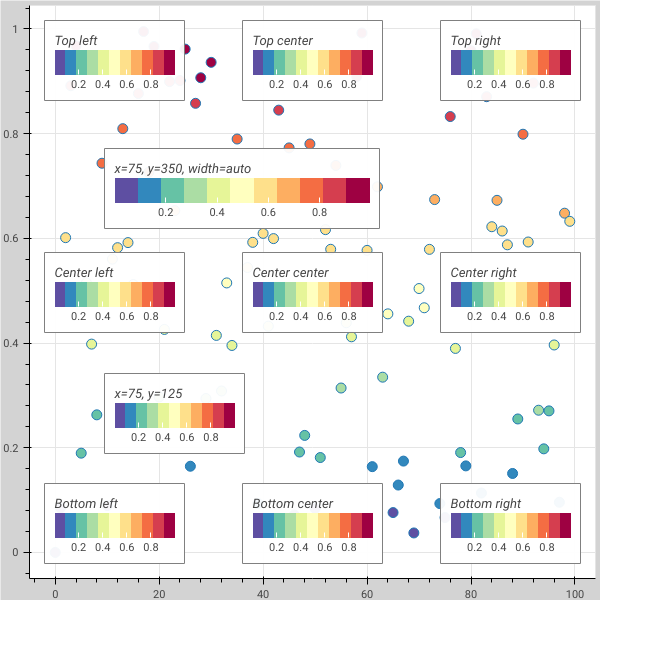 1
Top left
0.2 0.4 0.6 0.8
Top center
0.2 0.4 0.6 0.8
Top right
0.2 0.4 0.6 0.8
0.8
x=75, y=350, width=auto
0.2 0.4 0.6 0.8
0.6
Center left
0.2 0.4 0.6 0.8
Center center
0.2 0.4 0.6 0.8
Center right
0.2 0.4 0.6 0.8
0.4
x=75, y=125
0.2 0.4 0.6 0.8
0.2
Bottom left
0.2 0.4 0.6 0.8
Bottom center
0.2 0.4 0.6 0.8
Bottom right
0.2 0.4 0.6 0.8
0
0 20 40 60 80 100